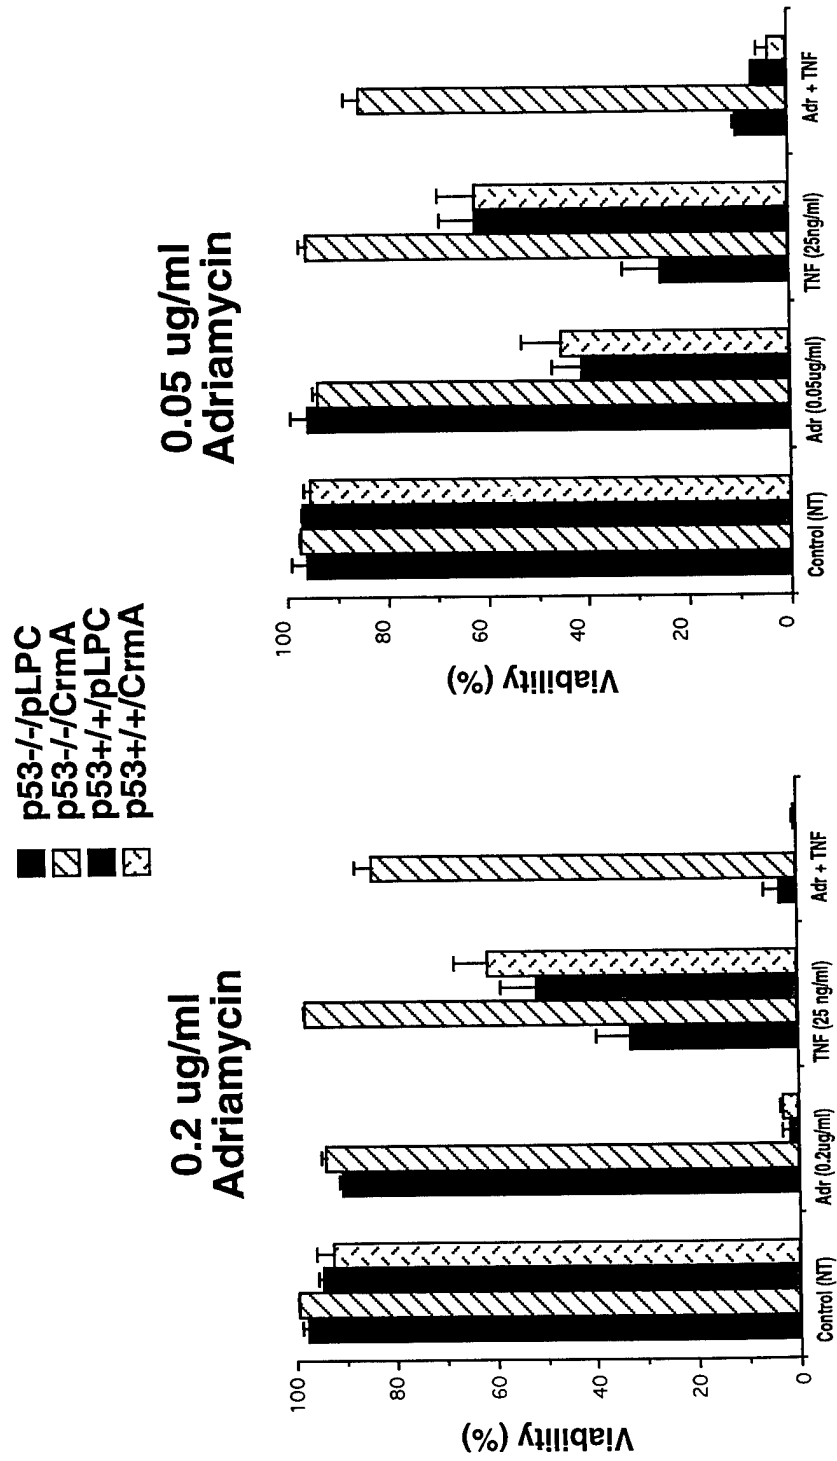 p53-/-/pLPC
p53-/-/CrmA
p53+/+/pLPC
p53+/+/CrmA
0.2 ug/ml
Adriamycin
Viability (%)
100
80
60
40
20
0
Control (NT)
Adr (0.2ug/ml)
TNF (25 ng/ml)
Adr + TNF
0.05 ug/ml
Adriamycin
Viability (%)
100
80
60
40
20
0
Control (NT)
Adr (0.05ug/ml)
TNF (25ng/ml)
Adr + TNF